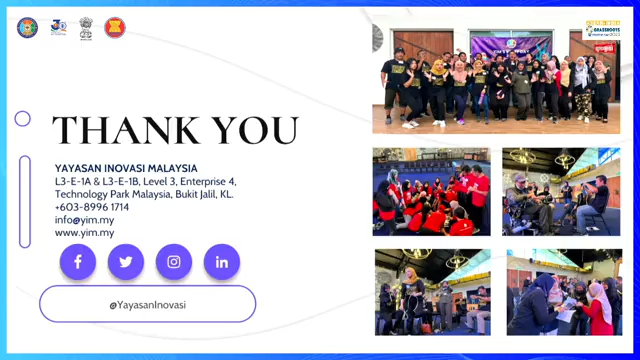 THANK YOU
YAYASAN INOVASI MALAYSIA
L3-E-1A & L3-E-1B, Level 3, Enterprise 4,
Technology Park Malaysia, Bukit Jalil, KL.
+603-8996 1714
info@yim.my
www.yim.my
@YayasanInovasi
GRASSROOTS